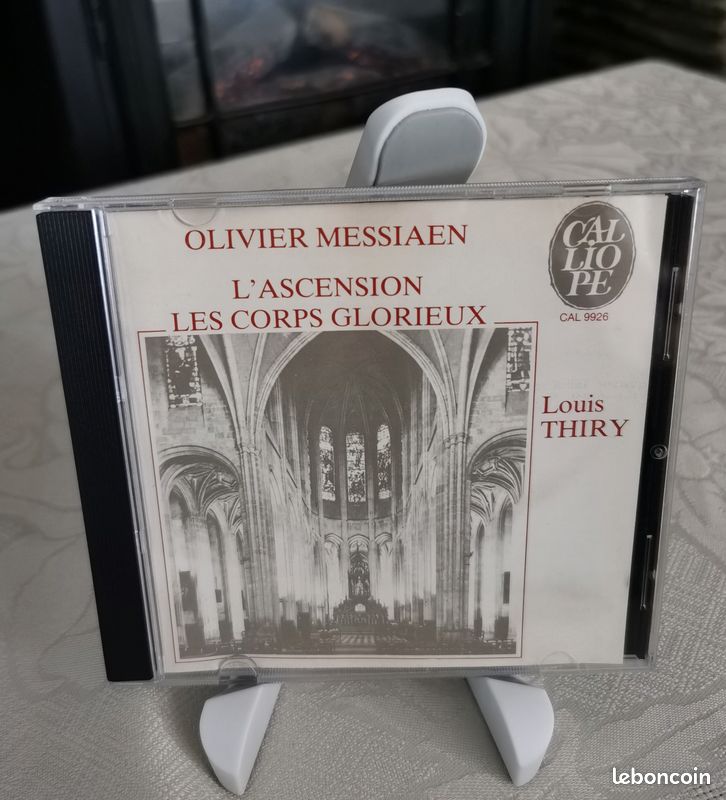 OLIVIER MESSIAEN
L'ASCENSION
LES CORPS GLORIEUX
CAL
LIO
PE
CAL 9926
Louis
THIRY
leboncoin